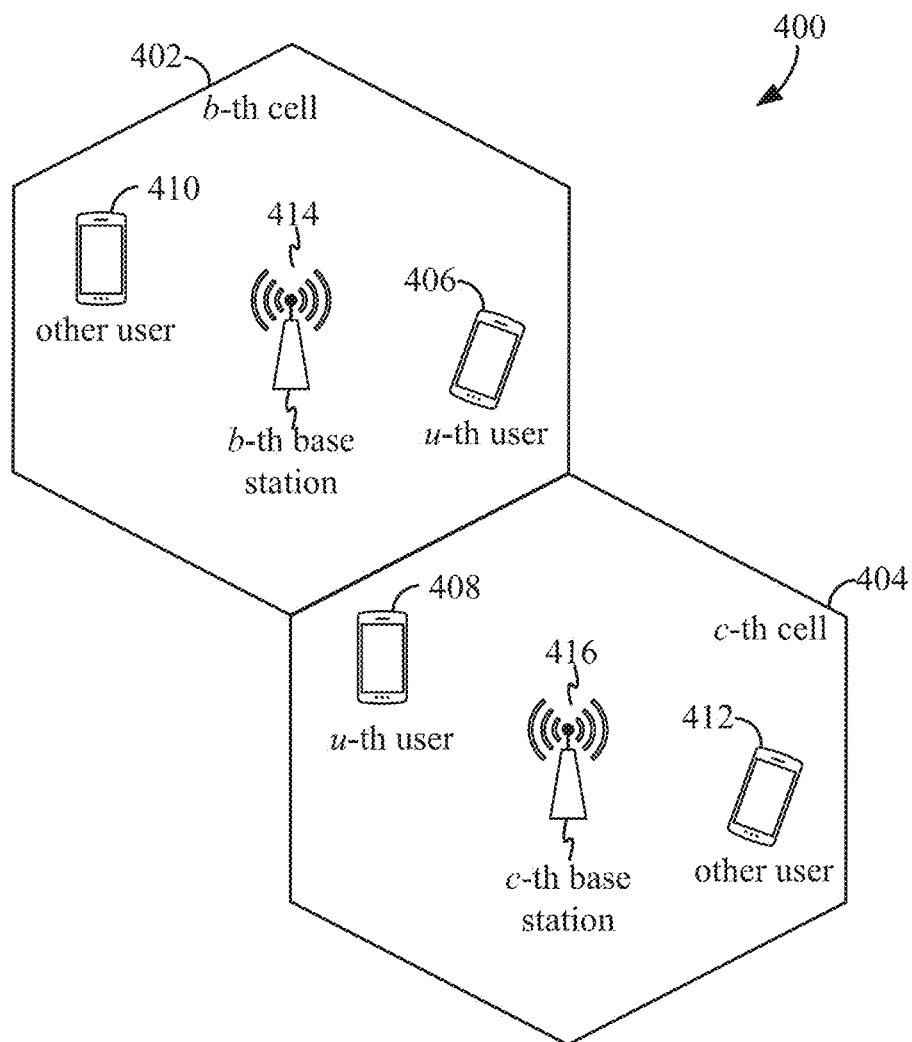 400
402
b-th cell
410
414
406
other user
b-th base
station
u-th user
408
404
c-th cell
416
412
u-th user
c-th base
station
other user